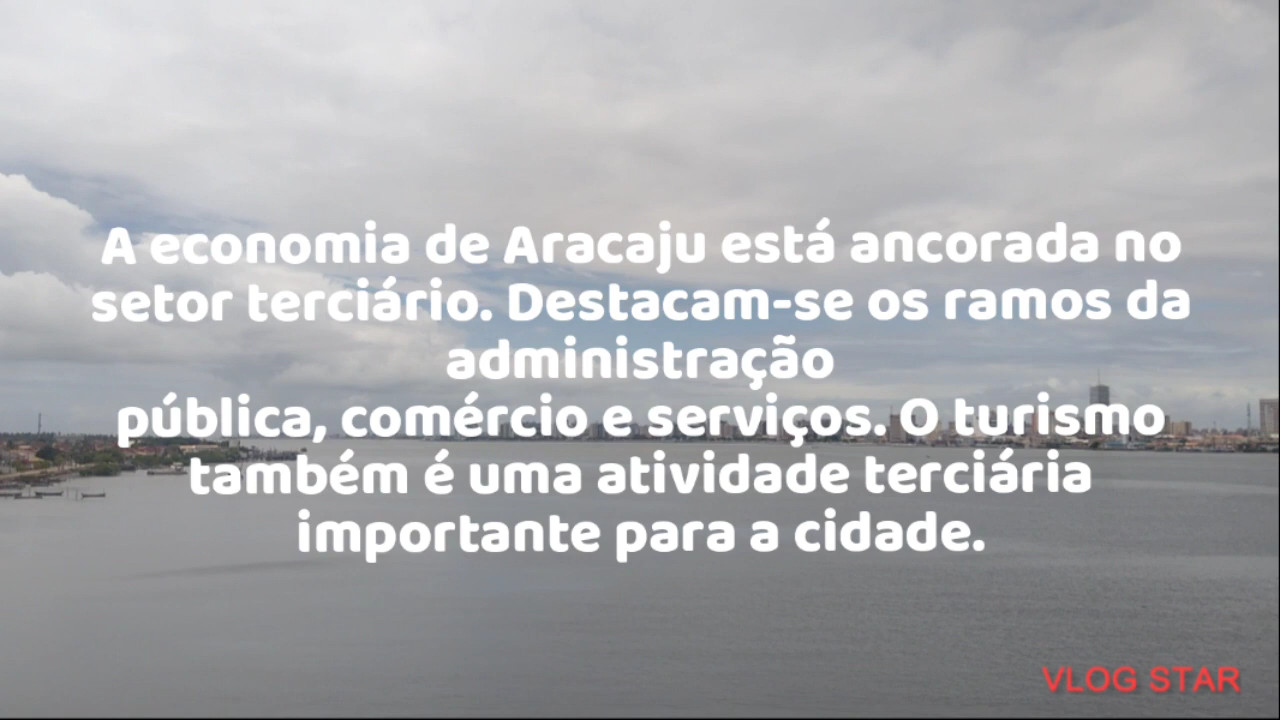 A economia de Aracaju está ancorada no
setor terciário. Destacam-se os ramos da
administração
pública, comércio e serviços. O turismo
também é uma atividade terciária
importante para a cidade.
VLOG STAR